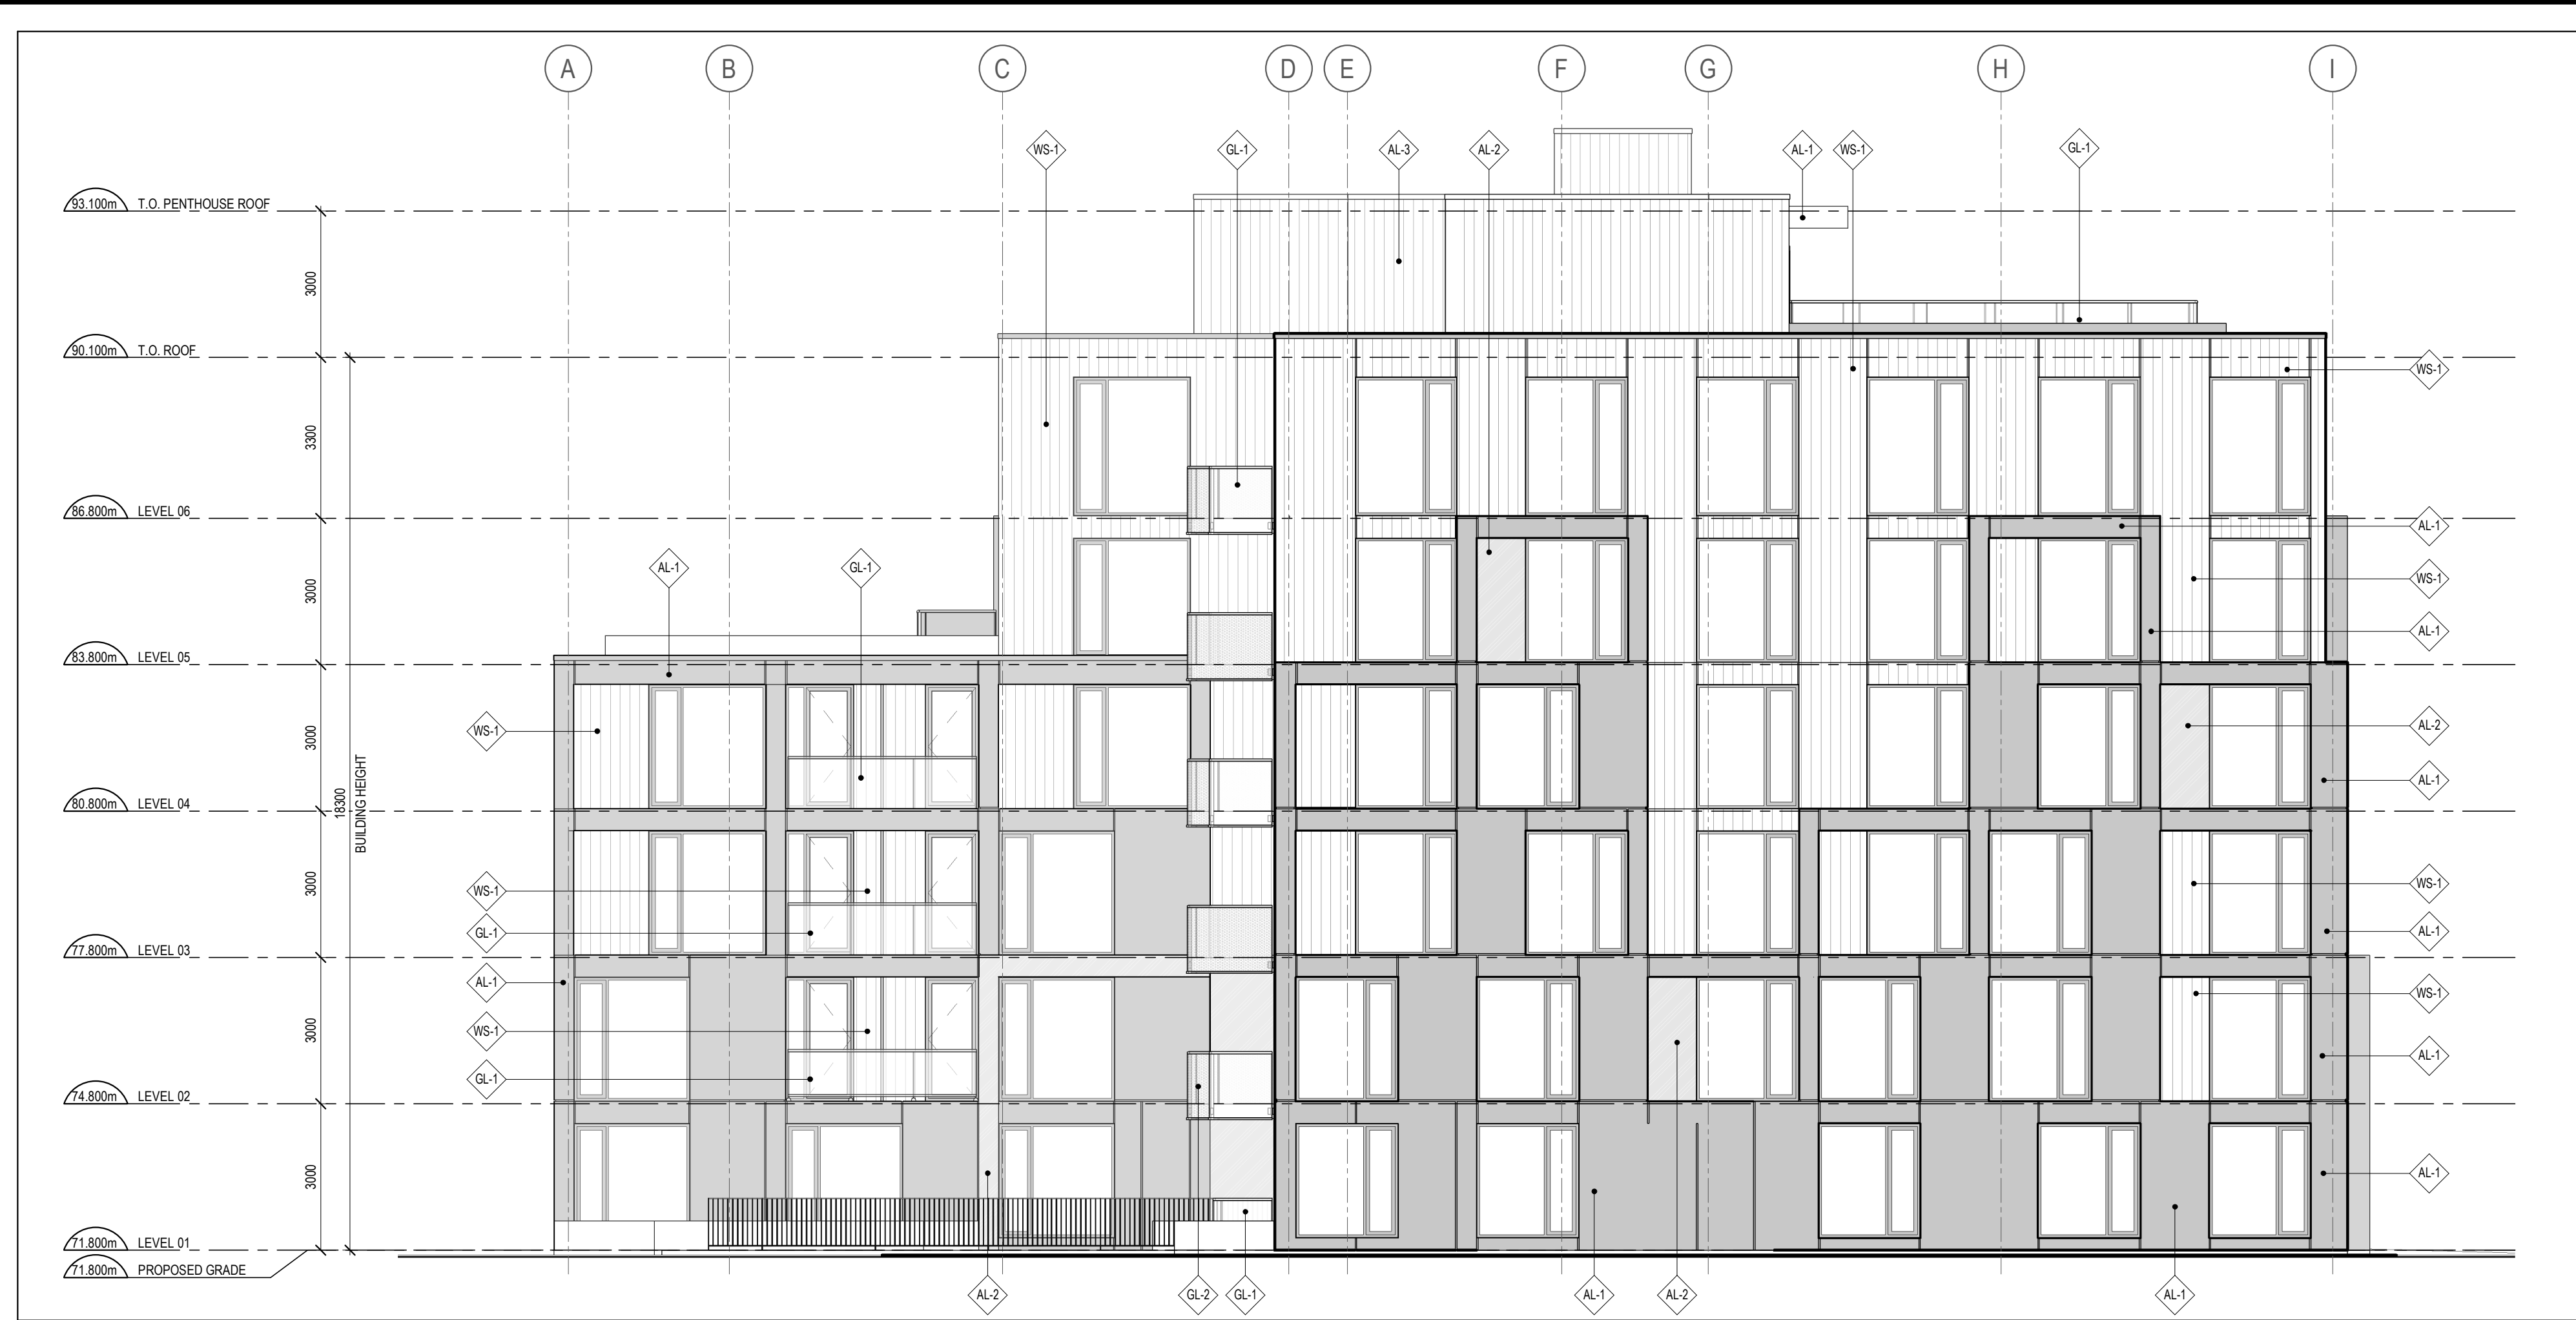 A B C D E F G H I
WS-1 GL-1 AL-3 AL-2 AL-1 WS-1 GL-1
93.100m T.O. PENTHOUSE ROOF
3000
90.100m T.O. ROOF
WS-1
3300
86.800m LEVEL 06
AL-1
AL-1 GL-1
WS-1
3000
AL-1
83.800m LEVEL 05
WS-1
AL-2
3000
AL-1
80.800m LEVEL 04
18300
BUILDING HEIGHT
WS-1
WS-1
3000
GL-1
AL-1
77.800m LEVEL 03
AL-1
WS-1
WS-1
3000
AL-1
GL-1
74.800m LEVEL 02
3000
AL-1
71.800m LEVEL 01
71.800m PROPOSED GRADE
AL-2 GL-2 GL-1 AL-1 AL-2 AL-1